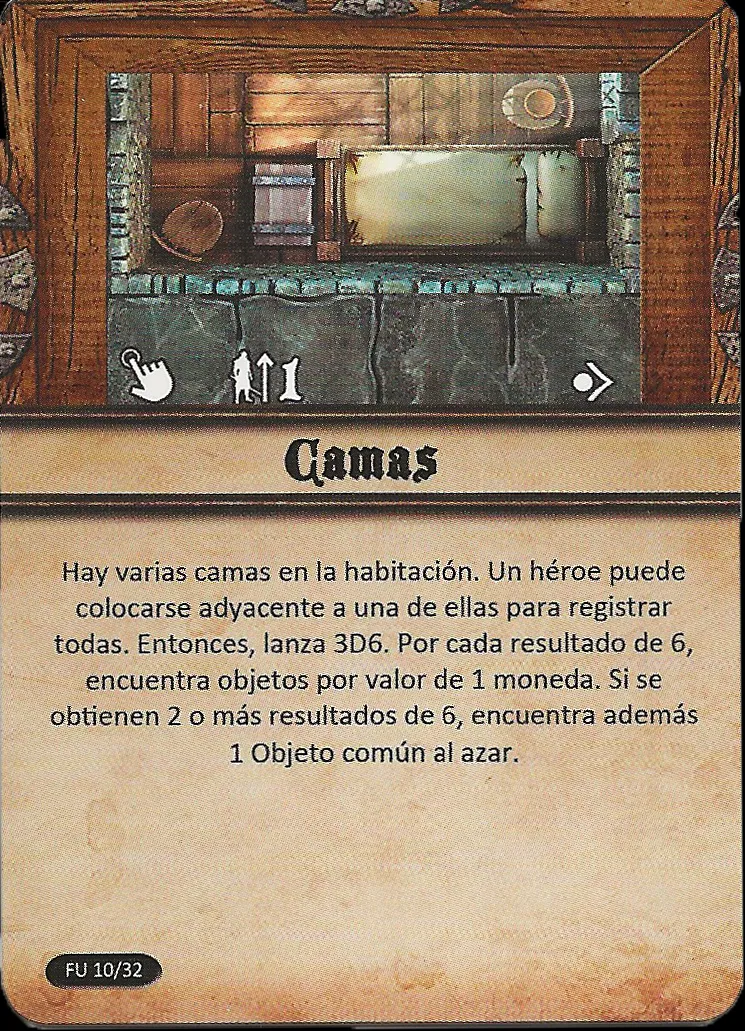 1
Camas
Hay varias camas en la habitación. Un héroe puede
colocarse adyacente a una de ellas para registrar
todas. Entonces, lanza 3D6. Por cada resultado de 6,
encuentra objetos por valor de 1 moneda. Si se
obtienen 2 o más resultados de 6, encuentra además
1 Objeto común al azar.
FU 10/32